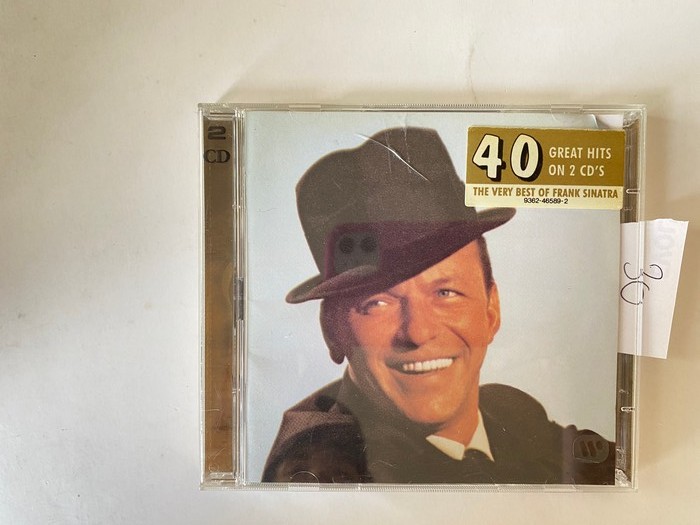 2
CD
40
GREAT HITS
ON 2 CD'S
THE VERY BEST OF FRANK SINATRA
9362-46589-2
30